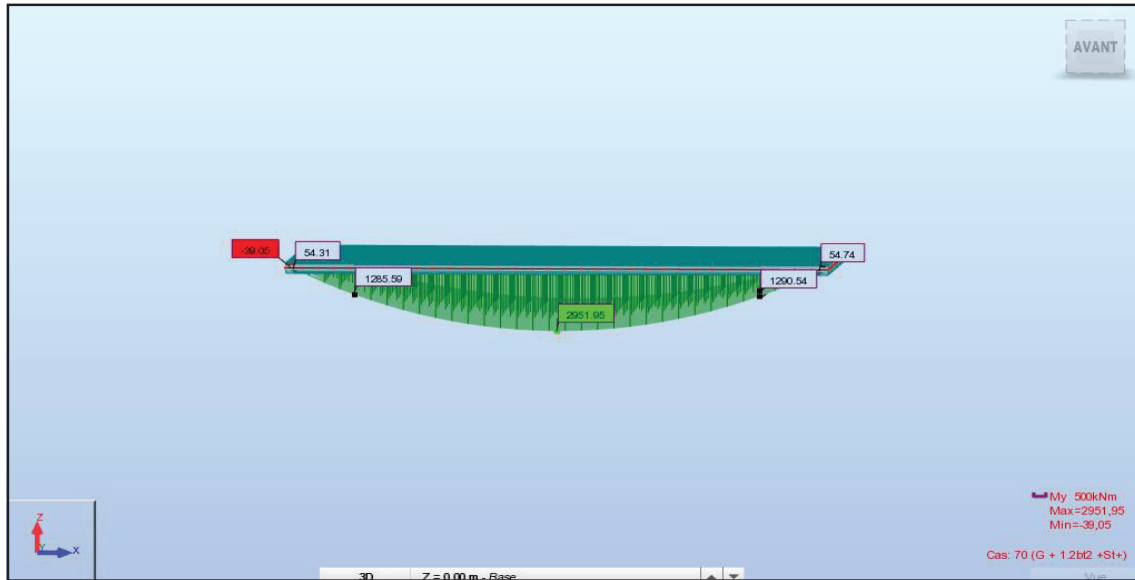 AVANT
-39.05
54.31
54.74
1285.59
1290.54
2951.95
My 500kNm
Max=2951,95
Min=-39,05
Cas: 70 (G + 1.2bt2 +St+)
Z
Y
X
3D Z = 0.00 m - Base
Vue